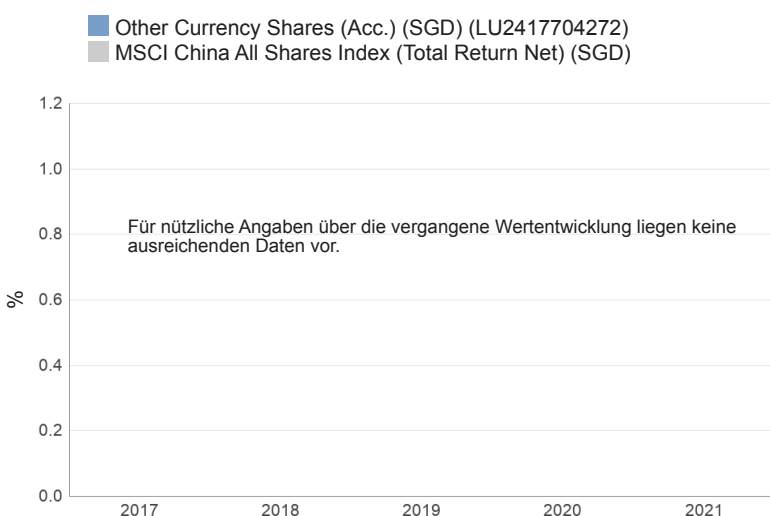 Other Currency Shares (Acc.) (SGD) (LU2417704272)
MSCI China All Shares Index (Total Return Net) (SGD)
1.2
1.0
Für nützliche Angaben über die vergangene Wertentwicklung liegen keine
0.8
ausreichenden Daten vor.
%
0.6
0.4
0.2
0.0
2017 2018 2019 2020 2021